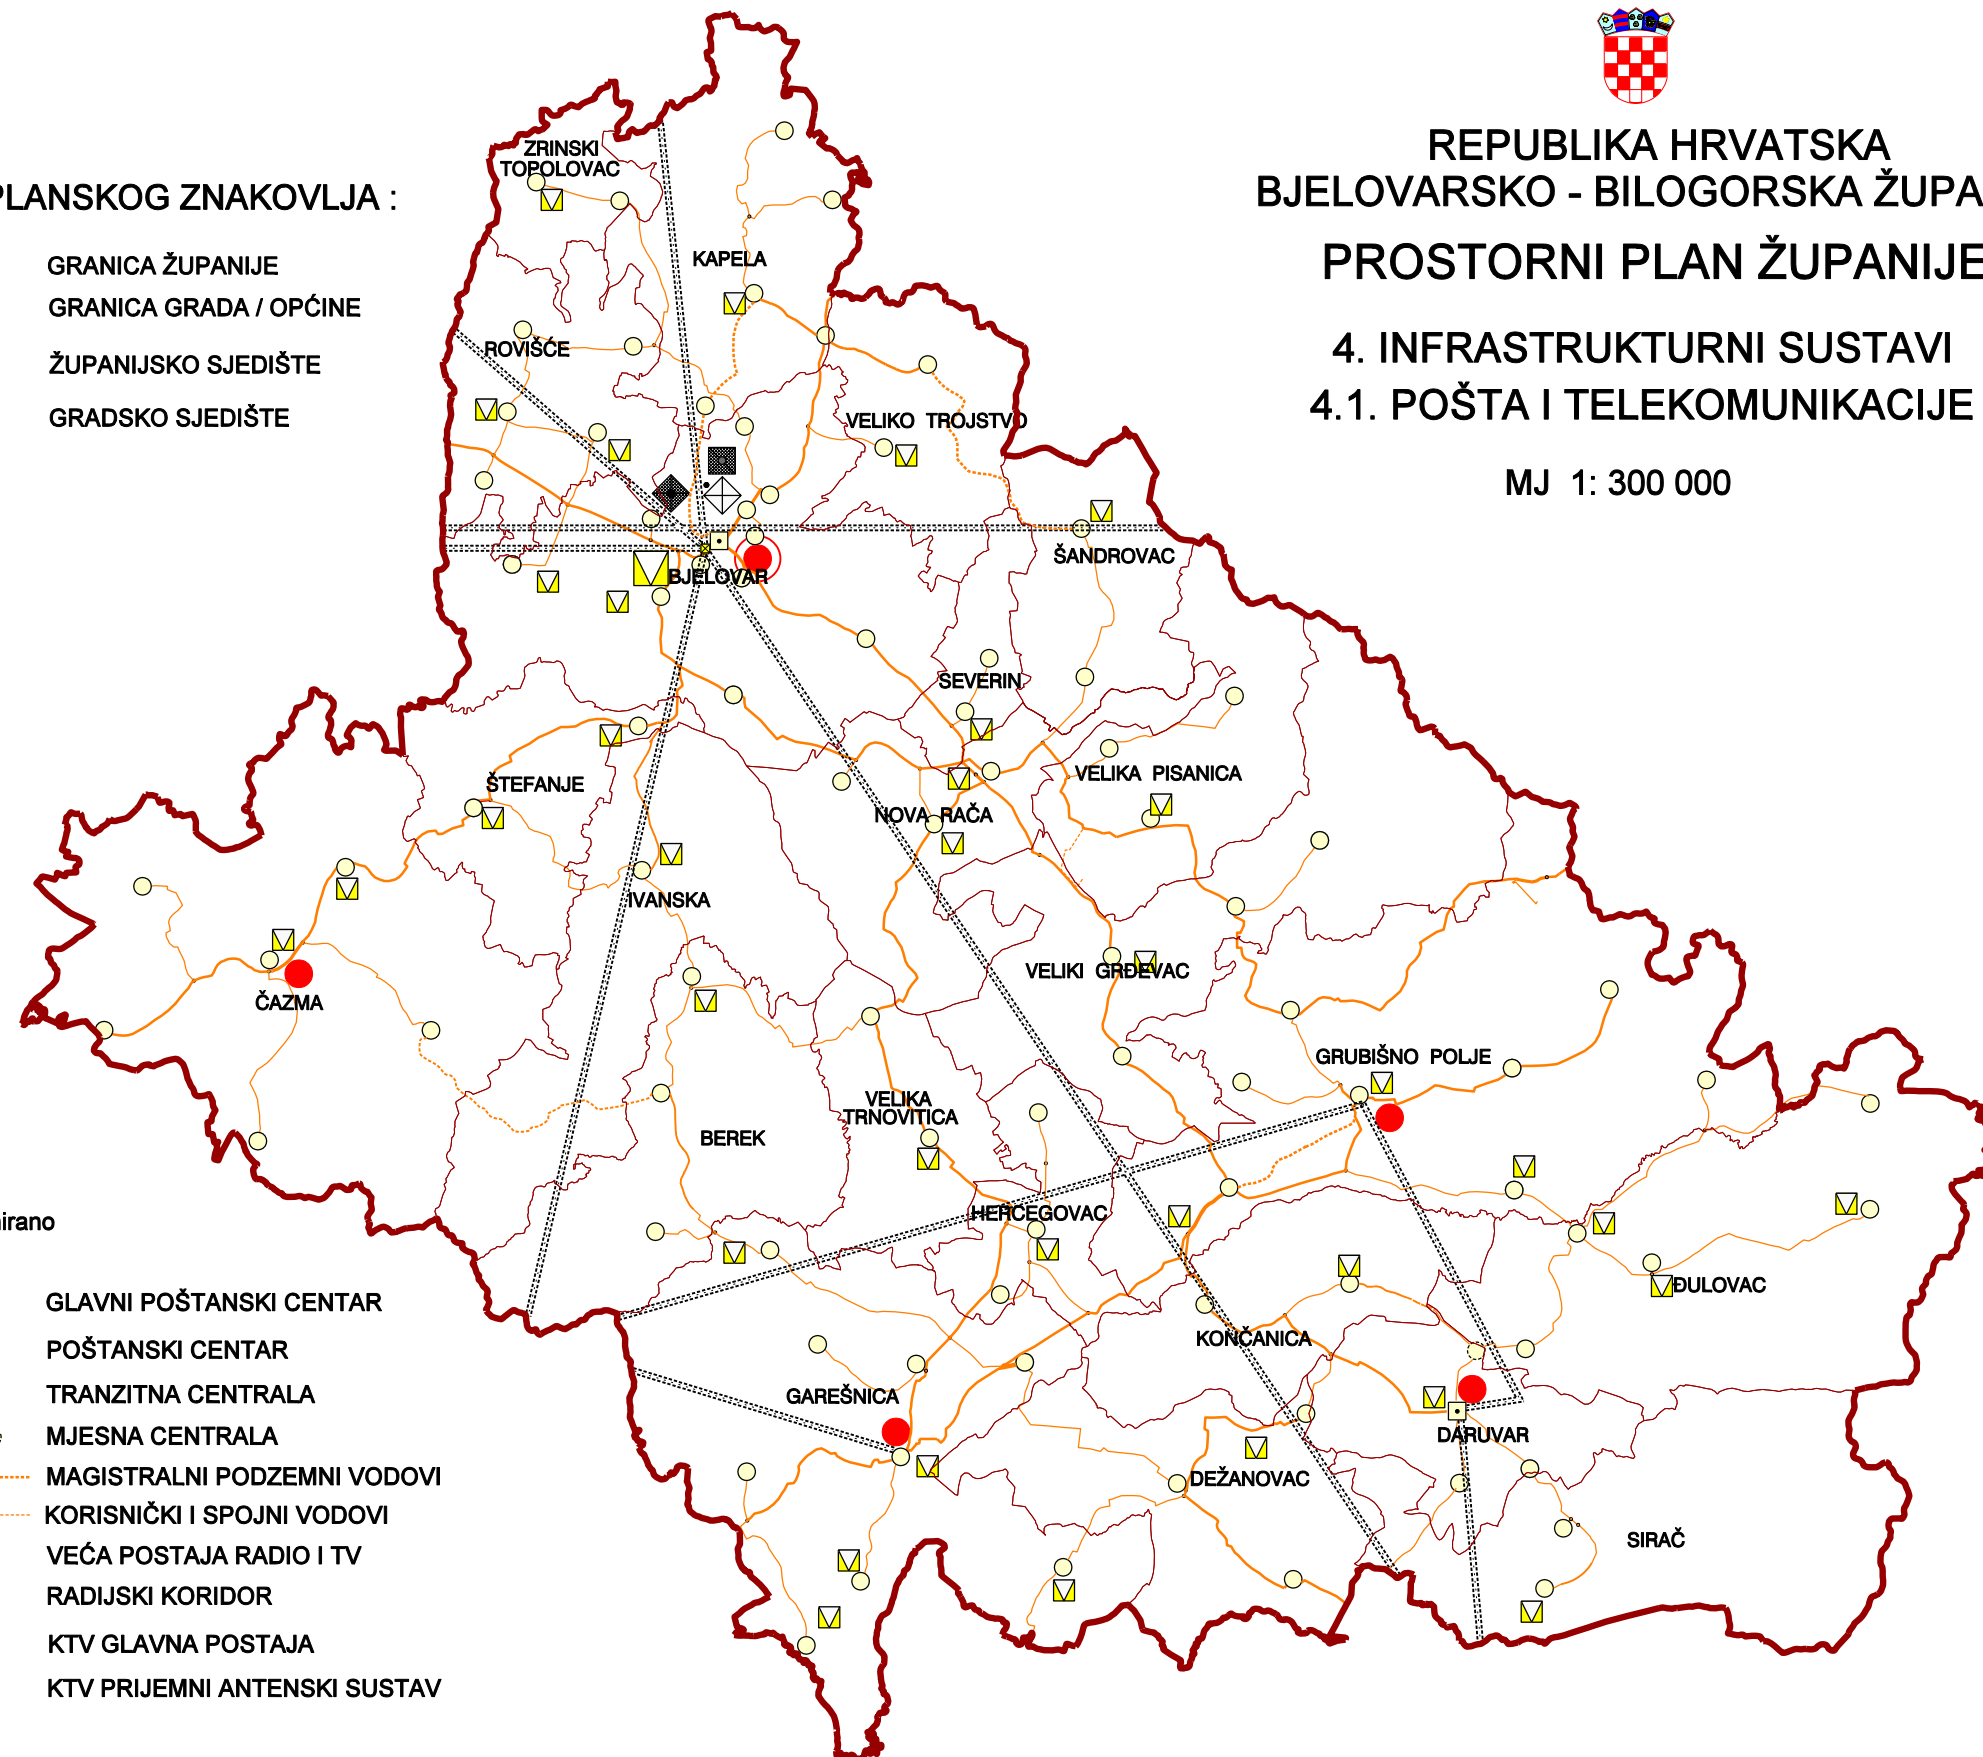 REPUBLIKA HRVATSKA
BJELOVARSKO - BILOGORSKA ŽUPA
PROSTORNI PLAN ŽUPANIJE
4. INFRASTRUKTURNI SUSTAVI
4.1. POŠTA I TELEKOMUNIKACIJE
MJ 1: 300 000
PLANSKOG ZNAKOVLJA :
GRANICA ŽUPANIJE
GRANICA GRADA / OPĆINE
ŽUPANIJSKO SJEDIŠTE
GRADSKO SJEDIŠTE
ZRINSKI
TOPOLOVAC
KAPELA
ROVIŠĆE
VELIKO TROJSTVO
ŠANDROVAC
BJELOVAR
SEVERIN
ŠTEFANJE
VELIKA PISANICA
NOVA RAČA
IVANSKA
VELIKI GRĐEVAC
ČAZMA
GRUBIŠNO POLJE
VELIKA
TRNOVITICA
BEREK
HERCEGOVAC
ĐULOVAC
KONČANICA
GAREŠNICA
DARUVAR
DEŽANOVAC
SIRAČ
irano
GLAVNI POŠTANSKI CENTAR
POŠTANSKI CENTAR
TRANZITNA CENTRALA
MJESNA CENTRALA
MAGISTRALNI PODZEMNI VODOVI
KORISNIČKI I SPOJNI VODOVI
VEĆA POSTAJA RADIO I TV
RADIJSKI KORIDOR
KTV GLAVNA POSTAJA
KTV PRIJEMNI ANTENSKI SUSTAV